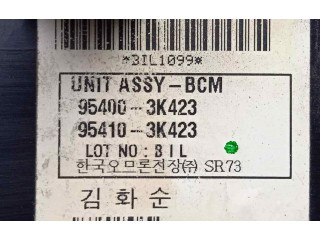 *3IL1099*
UNIT ASSY-BCM
95400-3K423
95410-3K423
LOT NO: 3IL
한국오므론전장㈜ SR73
김화순